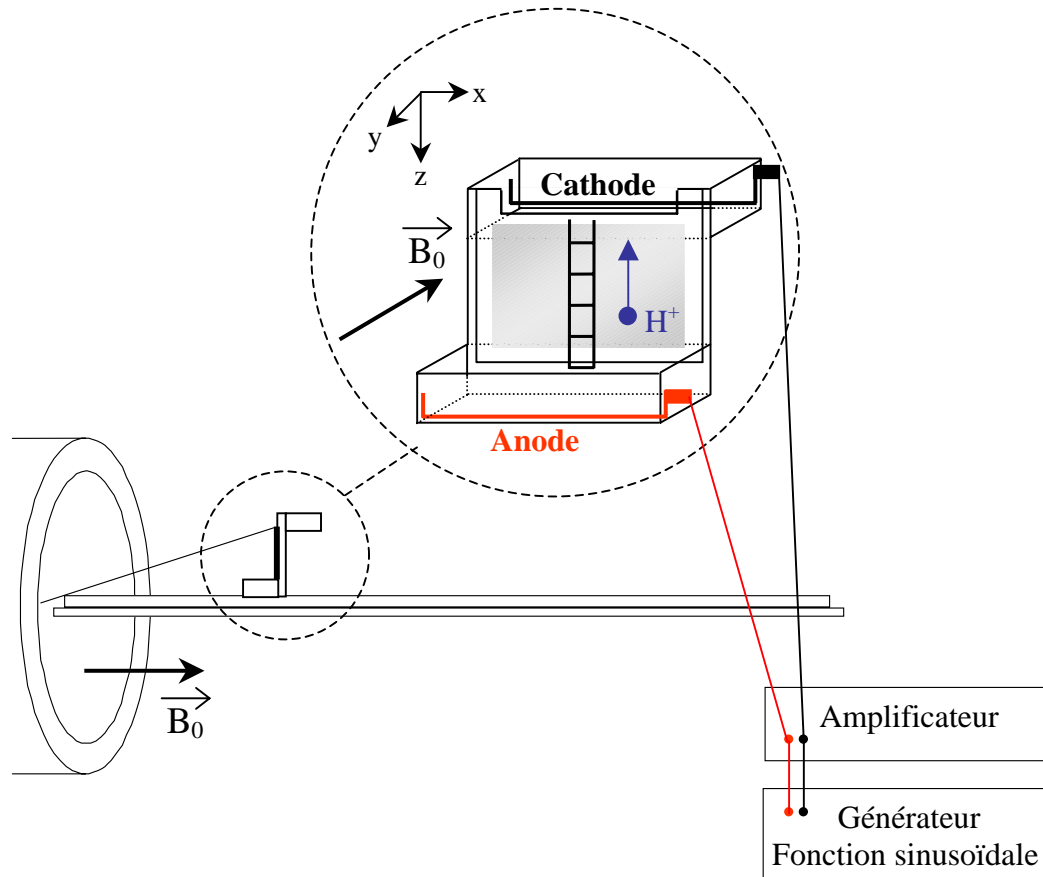 x
y
z
Cathode
B₀
H⁺
Anode
B₀
Amplificateur
Générateur
Fonction sinusoïdale